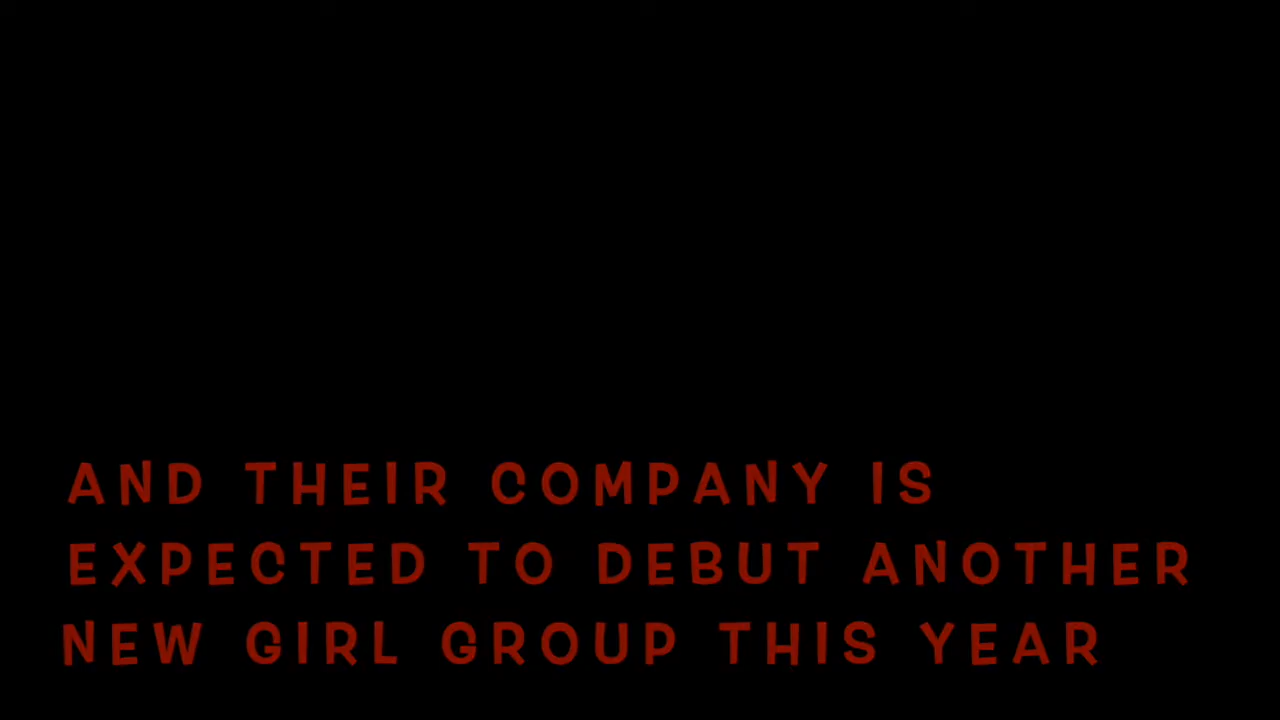 AND THEIR COMPANY IS
EXPECTED TO DEBUT ANOTHER
NEW GIRL GROUP THIS YEAR